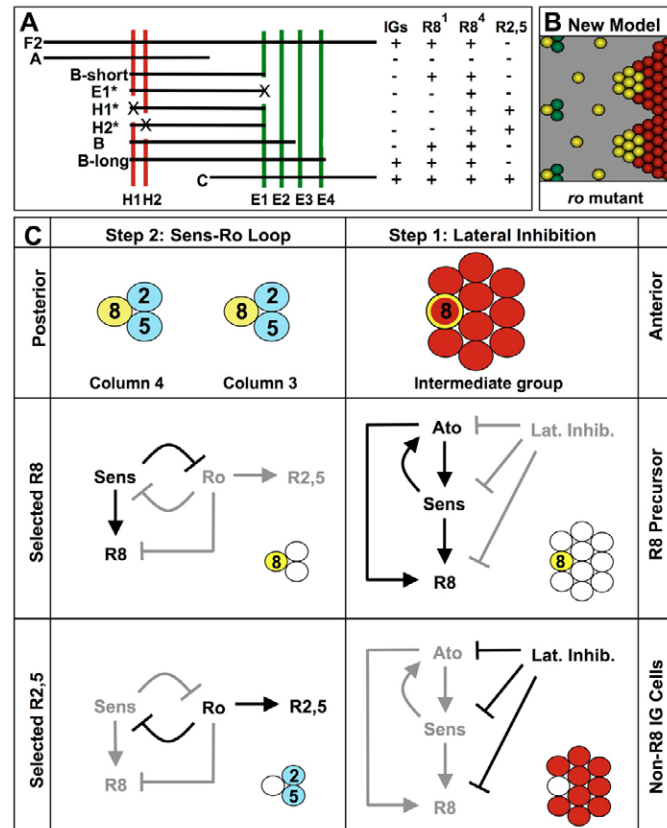 A
IGs R8¹ R8⁴ R2,5
F2 + + + -
A - - - -
B-short - + + -
E1* - - + -
H1* - - + +
H2* - - + +
B - + + -
B-long + + + -
C + + + +
H1 H2 E1 E2 E3 E4
B New Model
ro mutant
C Step 2: Sens-Ro Loop Step 1: Lateral Inhibition
Posterior
8 2 5
8 2 5
8
Anterior
Column 4 Column 3 Intermediate group
Selected R8
Sens Ro R2,5
R8
8
Ato Lat. Inhib.
Sens
R8
8
R8 Precursor
Selected R2,5
Sens Ro R2,5
R8
2
5
Ato Lat. Inhib.
Sens
R8
Non-R8 IG Cells